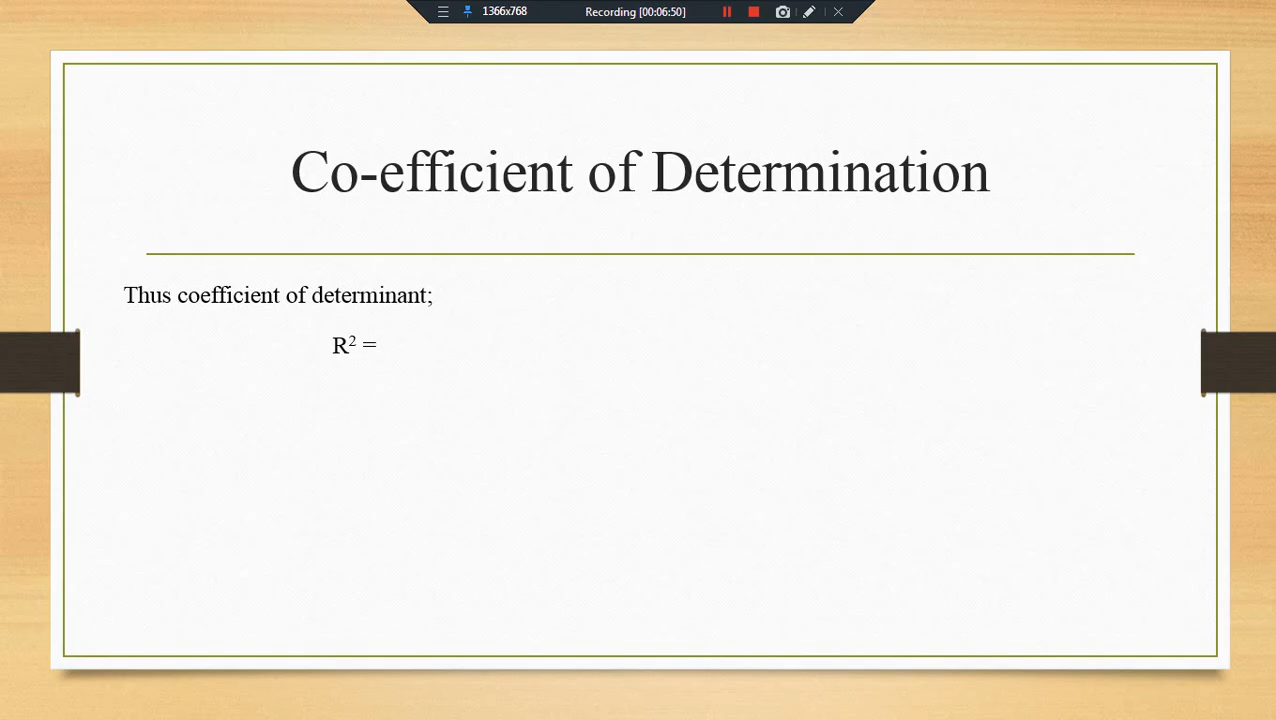 1366x768 Recording [00:06:50]
Co-efficient of Determination
Thus coefficient of determinant;
R² =